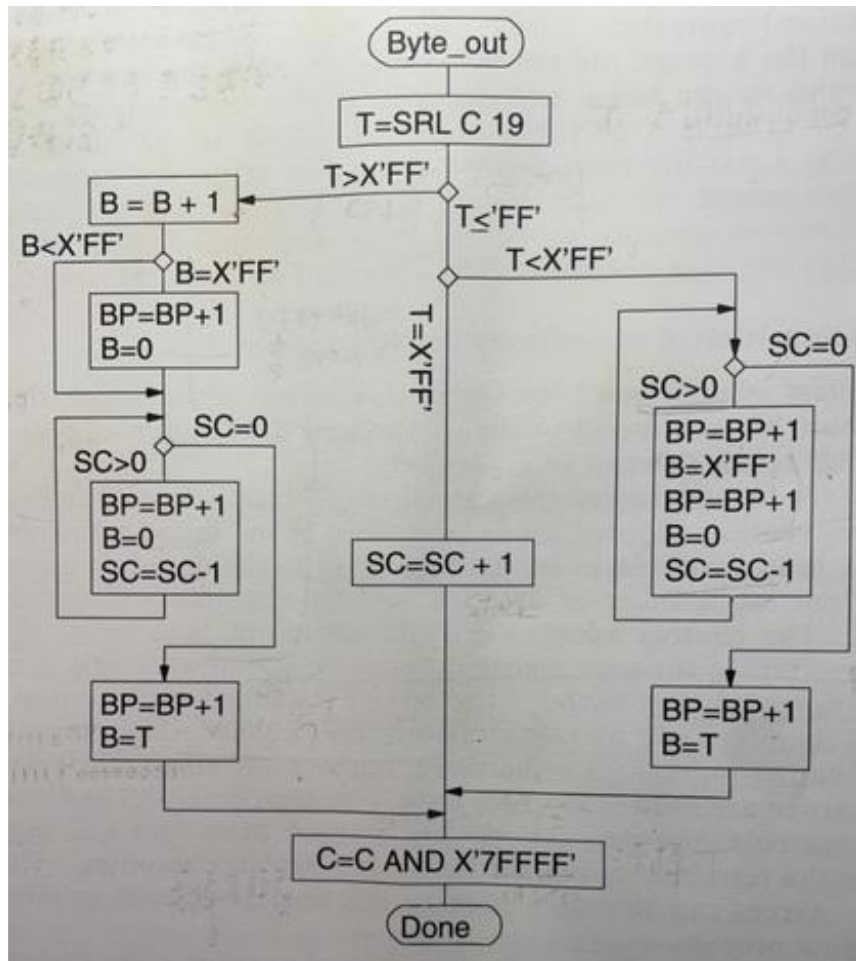 Byte_out
T=SRL C 19
T>X'FF'
B = B + 1
T≤'FF'
B<X'FF'
B=X'FF'
T<X'FF'
BP=BP+1
B=0
T=X'FF'
SC=0
SC>0
SC=0
SC>0
BP=BP+1
B=X'FF'
BP=BP+1
B=0
SC=SC-1
BP=BP+1
B=0
SC=SC-1
SC=SC + 1
BP=BP+1
B=T
BP=BP+1
B=T
C=C AND X'7FFFF'
Done